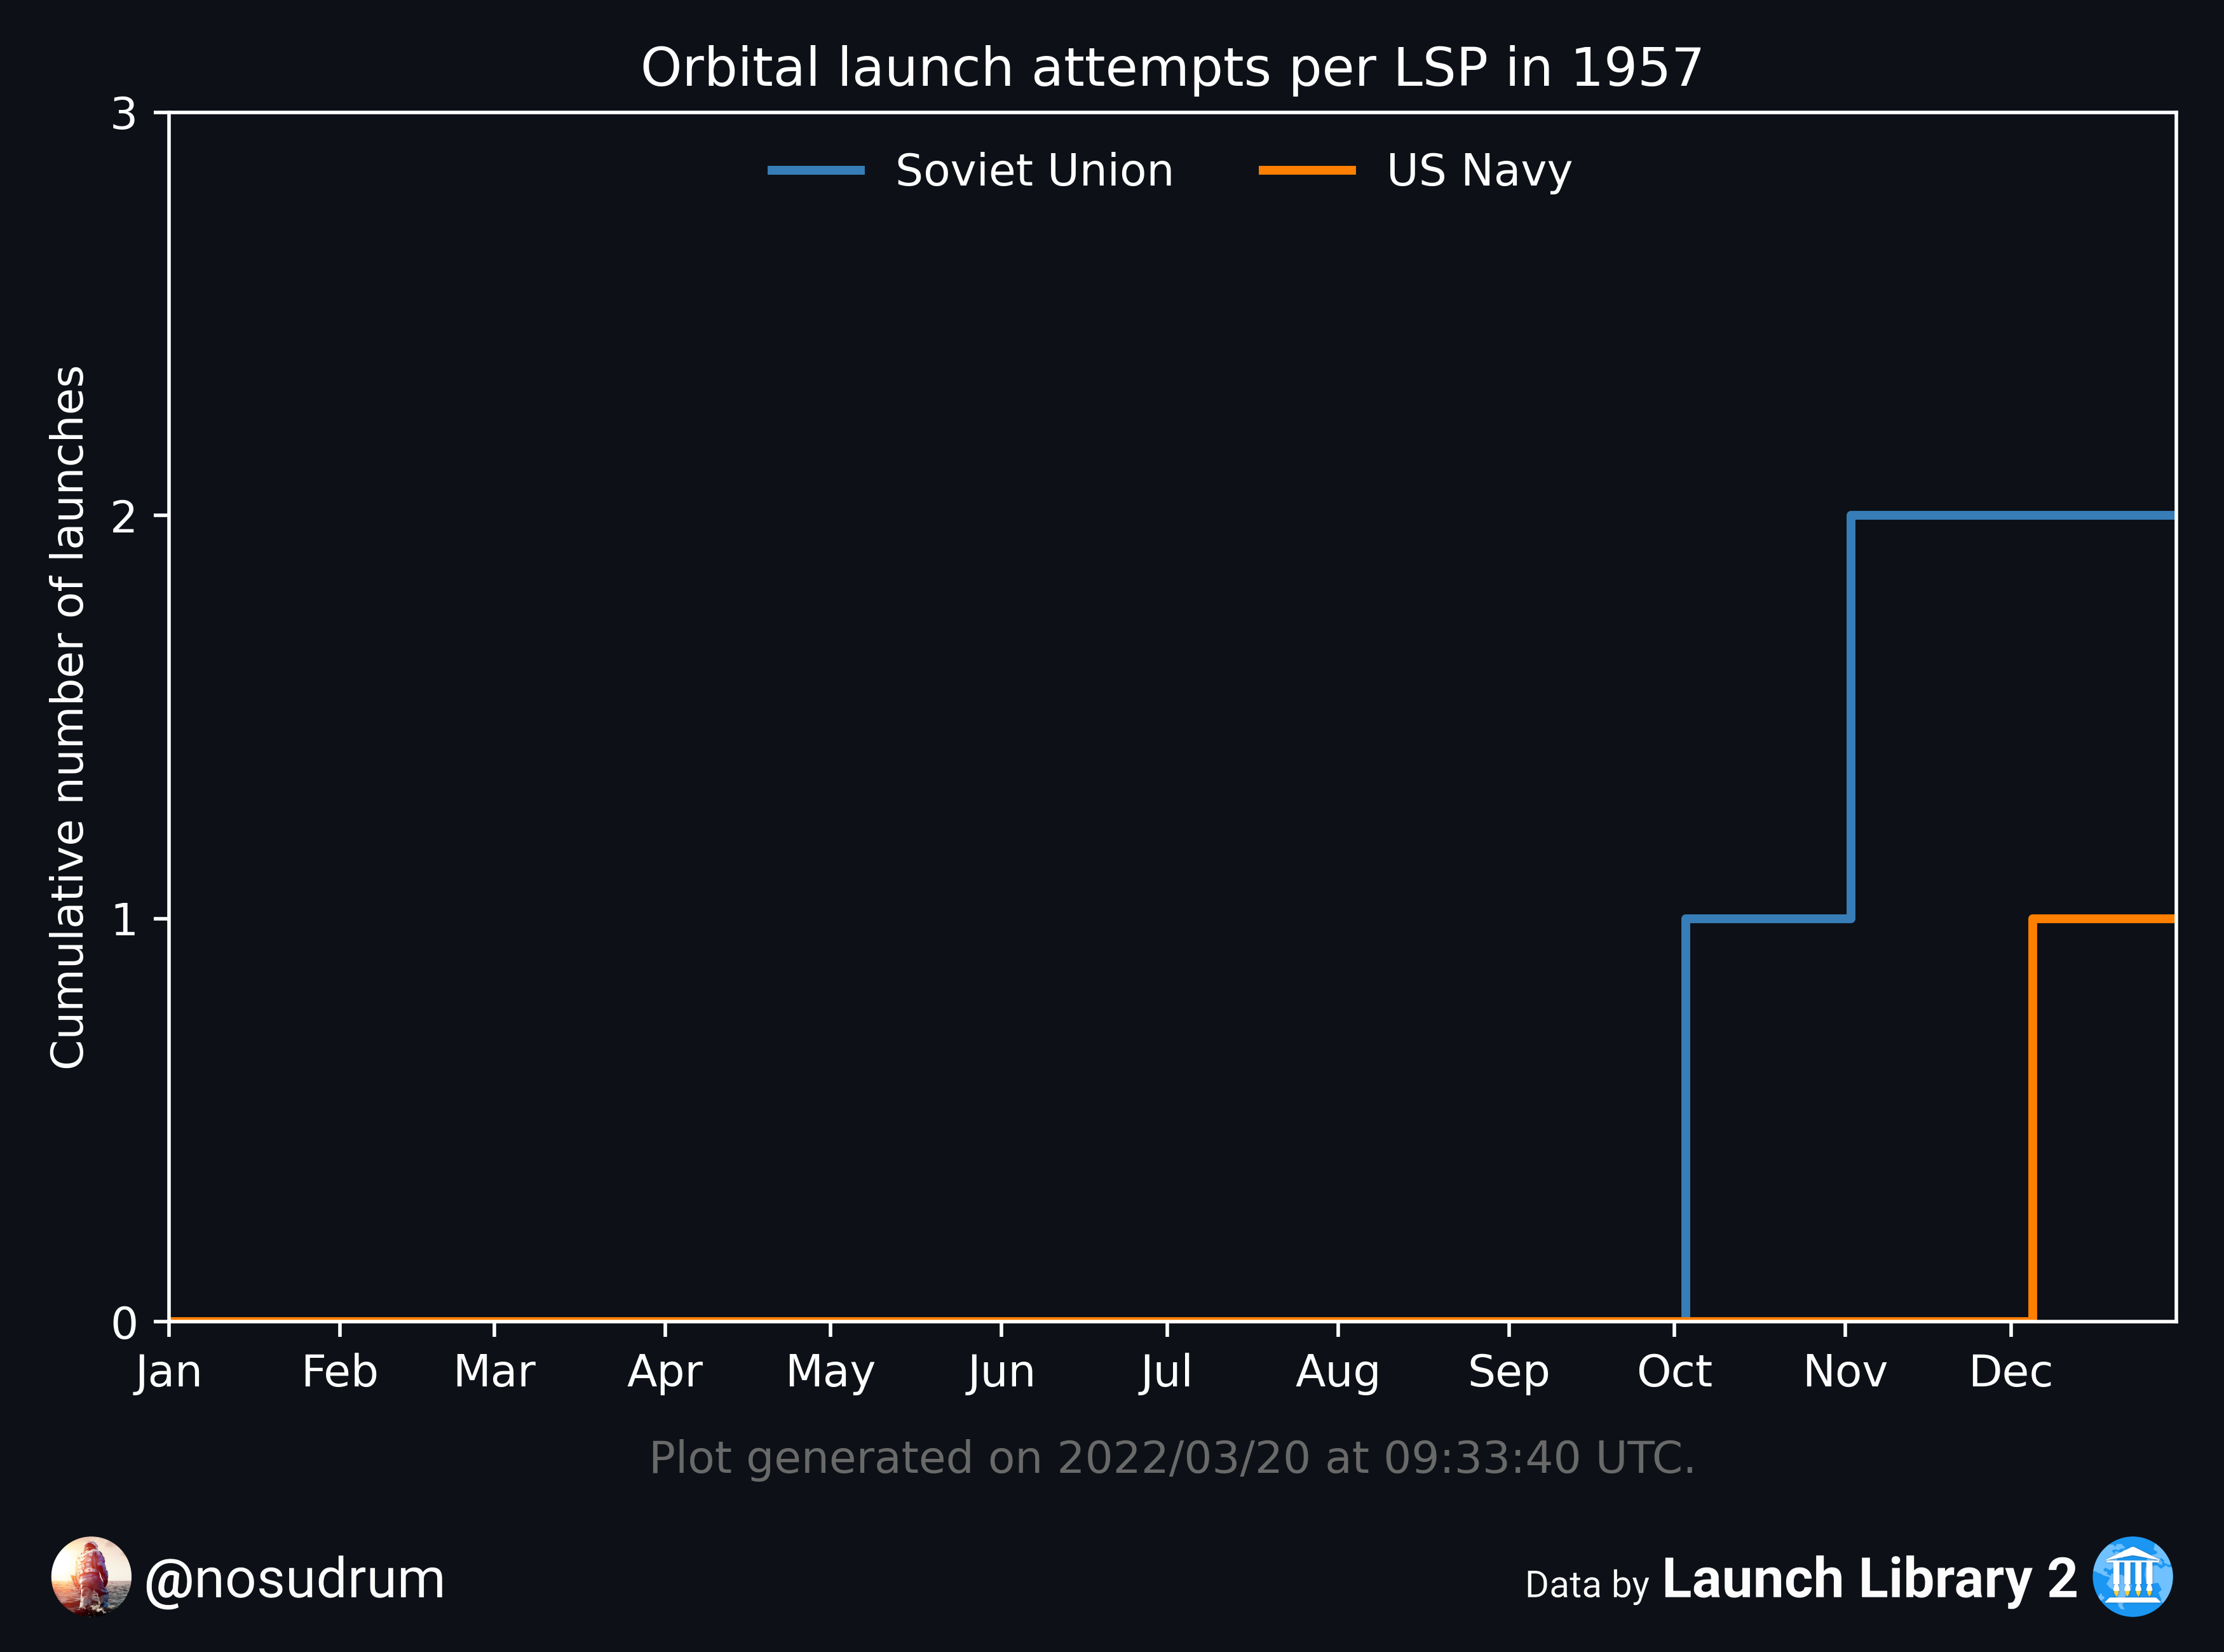 Orbital launch attempts per LSP in 1957
Soviet Union
US Navy
Cumulative number of launches
3
2
1
0
Jan Feb Mar Apr May Jun Jul Aug Sep Oct Nov Dec
Plot generated on 2022/03/20 at 09:33:40 UTC.
@nosudrum
Data by Launch Library 2